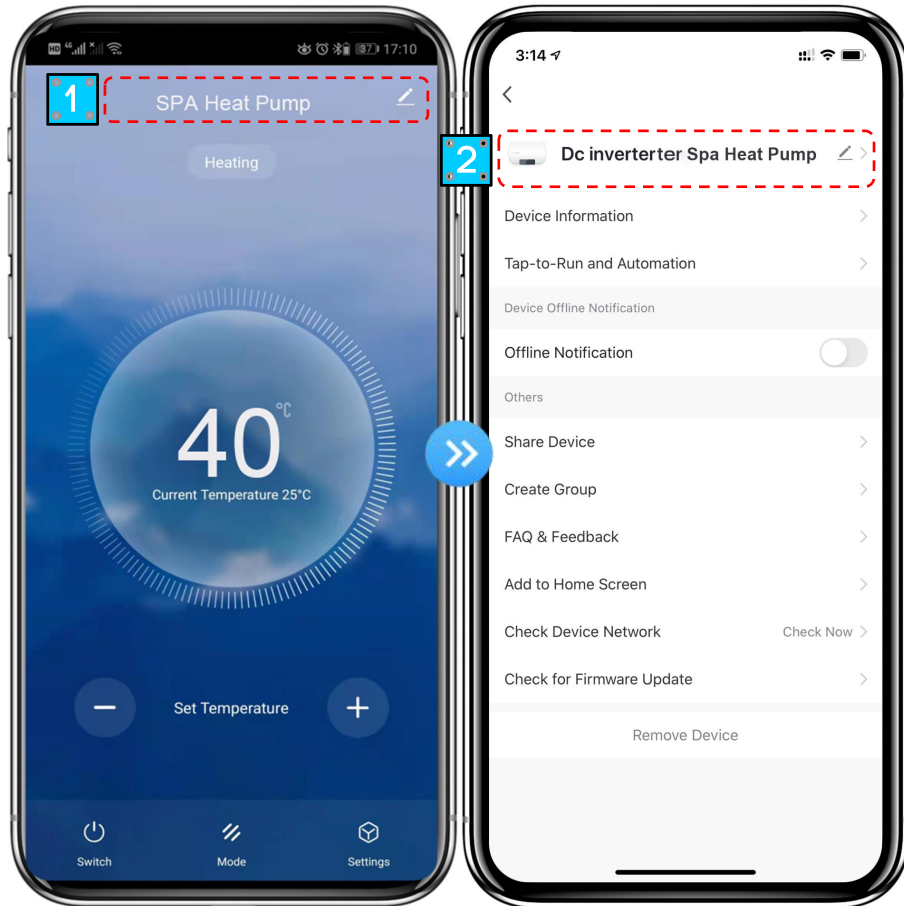 HD 46 37 17:10
1
SPA Heat Pump
Heating
40°C
Current Temperature 25°C
Set Temperature
Switch
Mode
Settings
3:14
2
Dc inverterter Spa Heat Pump
Device Information
Tap-to-Run and Automation
Device Offline Notification
Offline Notification
Others
Share Device
Create Group
FAQ & Feedback
Add to Home Screen
Check Device Network Check Now
Check for Firmware Update
Remove Device